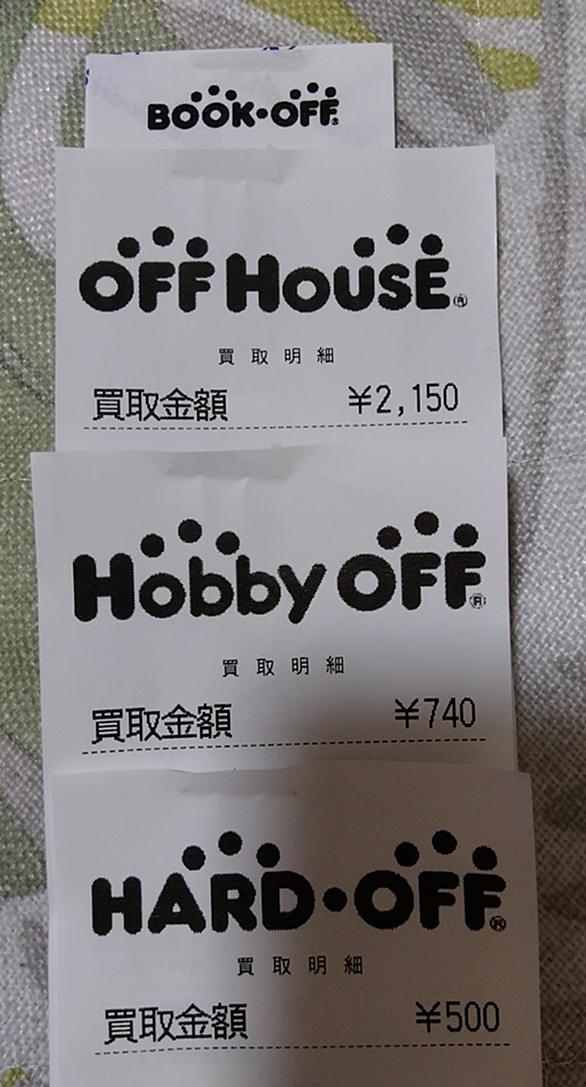 BOOK・OFF®
OFF HOUSE®
買取明細
買取金額 ¥2,150
Hobby OFF®
買取明細
買取金額 ¥740
HARD・OFF®
買取明細
買取金額 ¥500